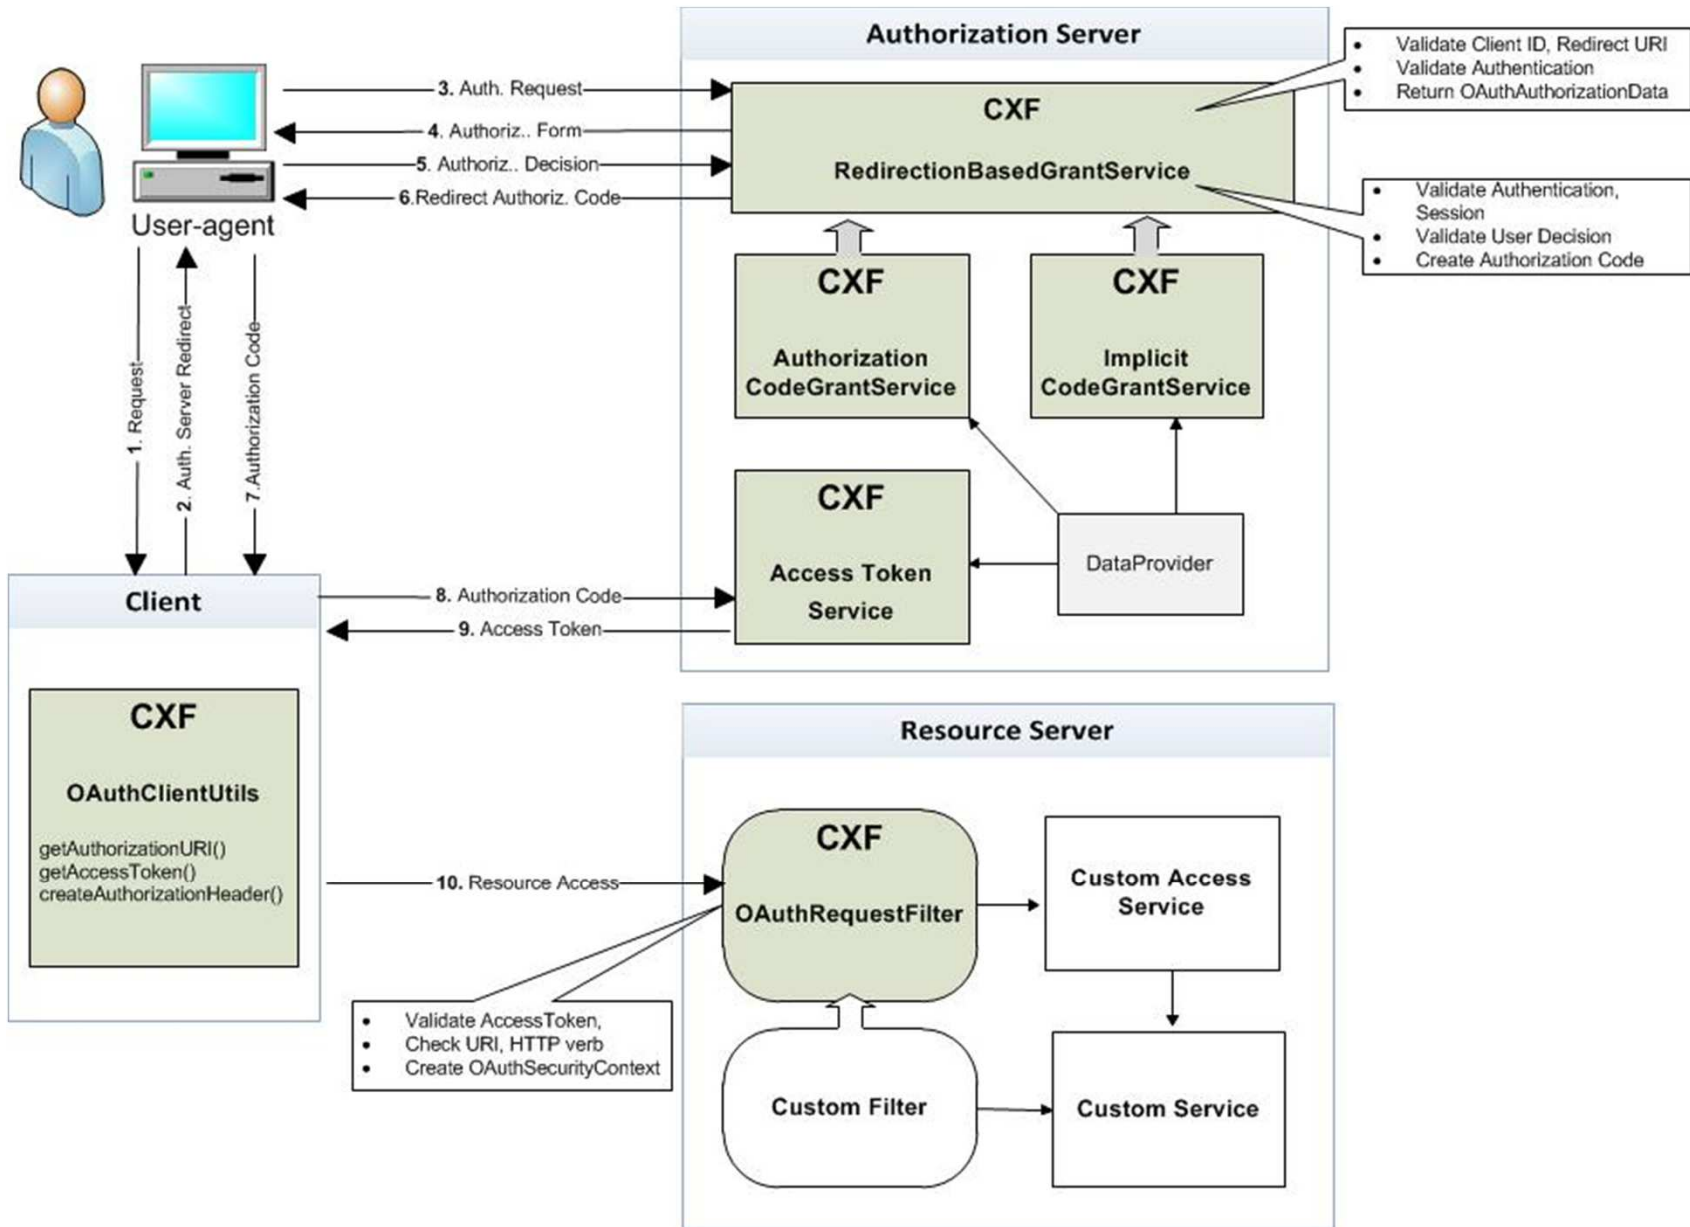 Authorization Server
• Validate Client ID, Redirect URI
• Validate Authentication
• Return OAuthAuthorizationData
3. Auth. Request
4. Authoriz.. Form
5. Authoriz.. Decision
6.Redirect Authoriz. Code
User-agent
CXF
RedirectionBasedGrantService
• Validate Authentication,
Session
• Validate User Decision
• Create Authorization Code
CXF
Authorization
CodeGrantService
CXF
Implicit
CodeGrantService
1. Request
2. Auth. Server Redirect
7.Authorization Code
CXF
Access Token
Service
DataProvider
Client
8. Authorization Code
9. Access Token
CXF
OAuthClientUtils
getAuthorizationURI()
getAccessToken()
createAuthorizationHeader()
Resource Server
10. Resource Access
CXF
OAuthRequestFilter
Custom Access
Service
• Validate AccessToken,
• Check URI, HTTP verb
• Create OAuthSecurityContext
Custom Filter
Custom Service